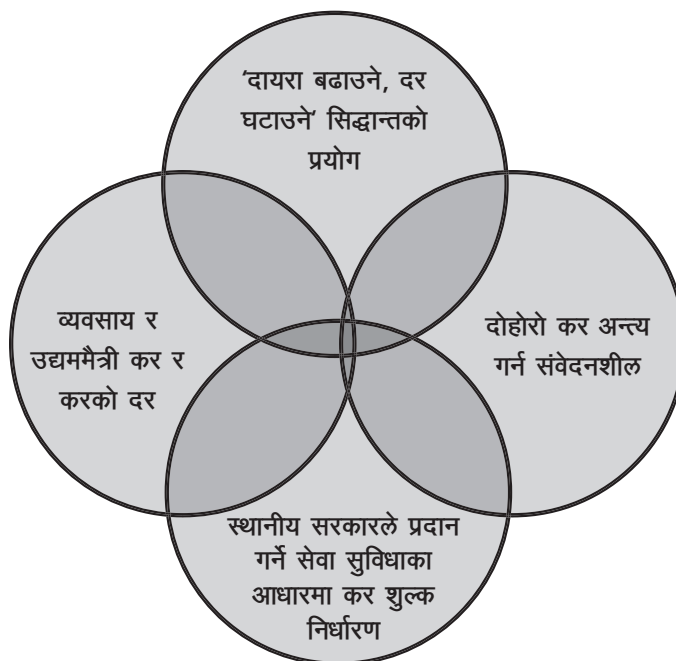 'दायरा बढाउने, दर
घटाउने' सिद्धान्तको
प्रयोग
व्यवसाय र
उद्यममैत्री कर र
करको दर
दोहोरो कर अन्त्य
गर्न संवेदनशील
स्थानीय सरकारले प्रदान
गर्ने सेवा सुविधाका
आधारमा कर शुल्क
निर्धारण